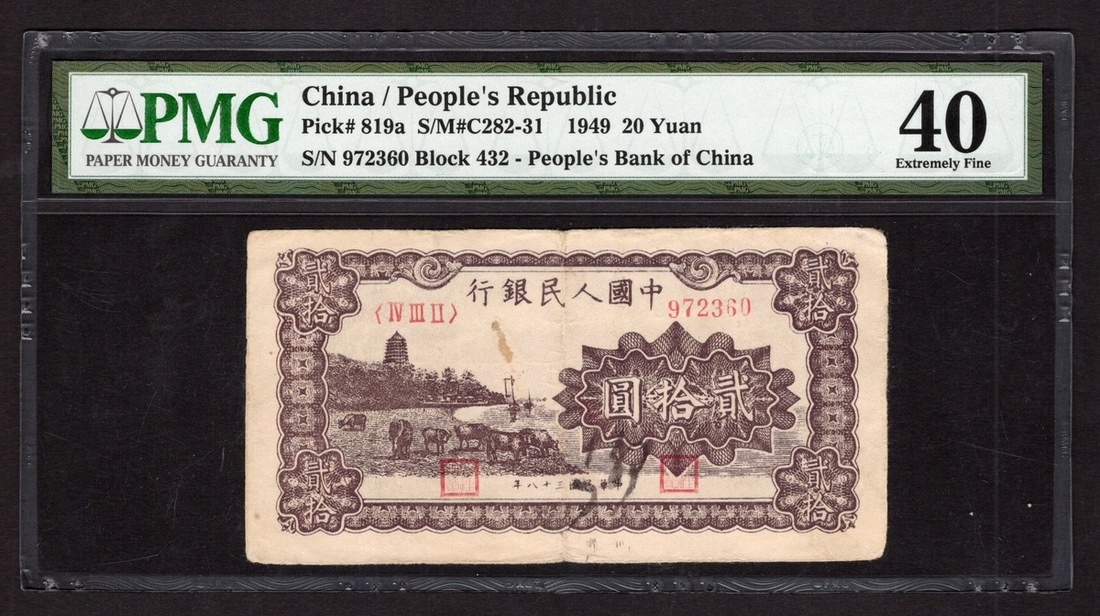 PMG
PAPER MONEY GUARANTY
China / People's Republic
Pick# 819a S/M#C282-31 1949 20 Yuan
S/N 972360 Block 432 - People's Bank of China
40
Extremely Fine
貳拾
貳拾
中國人民銀行
〈IV III II〉
972360
貳拾圓
貳拾
貳拾
中華民國三十八年